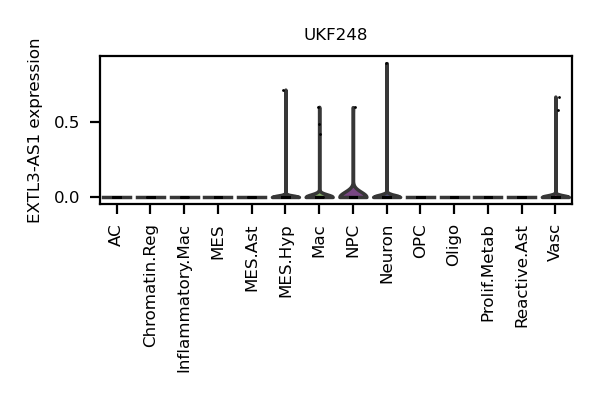 UKF248
EXTL3-AS1 expression
0.5
0.0
AC
Chromatin.Reg
Inflammatory.Mac
MES
MES.Ast
MES.Hyp
Mac
NPC
Neuron
OPC
Oligo
Prolif.Metab
Reactive.Ast
Vasc